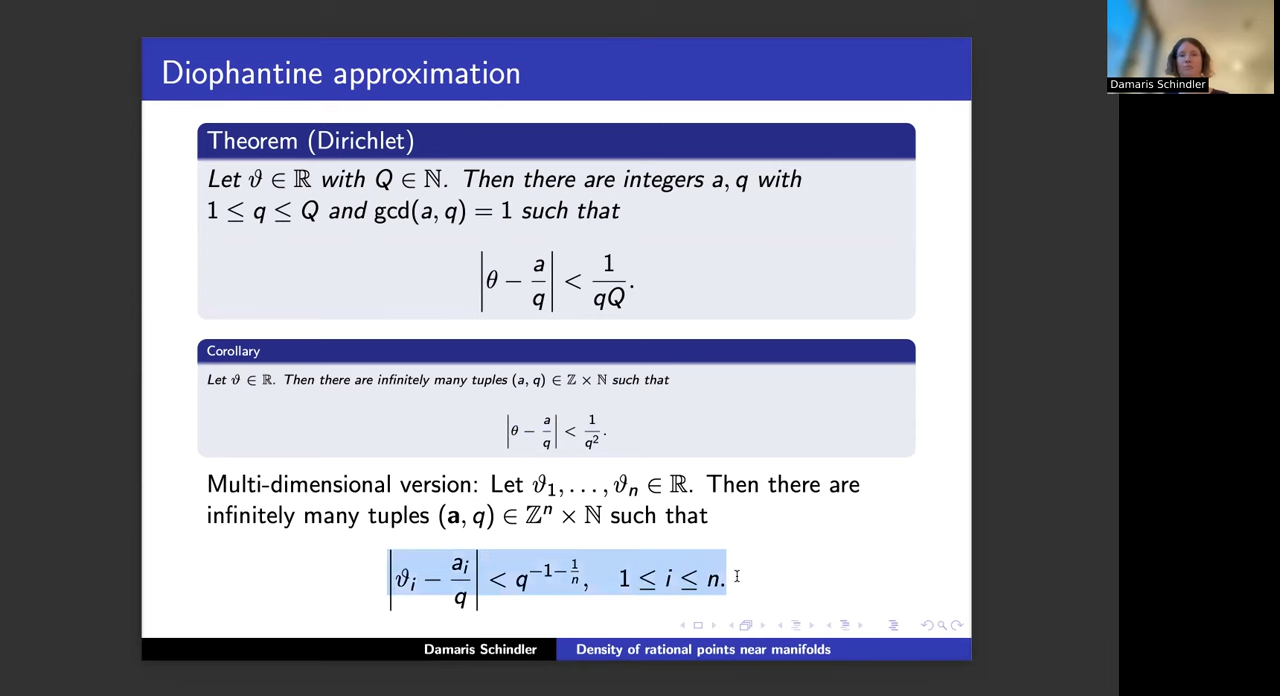 Diophantine approximation
Damaris Schindler
Theorem (Dirichlet)
Let ϑ ∈ ℝ with Q ∈ ℕ. Then there are integers a, q with
1 ≤ q ≤ Q and gcd(a, q) = 1 such that
|θ − a/q| < 1/qQ.
Corollary
Let ϑ ∈ ℝ. Then there are infinitely many tuples (a, q) ∈ ℤ × ℕ such that
|θ − a/q| < 1/q².
Multi-dimensional version: Let ϑ₁, . . . , ϑₙ ∈ ℝ. Then there are
infinitely many tuples (𝐚, q) ∈ ℤⁿ × ℕ such that
|ϑᵢ − aᵢ/q| < q^{−1−1/n}, 1 ≤ i ≤ n.
Damaris Schindler Density of rational points near manifolds